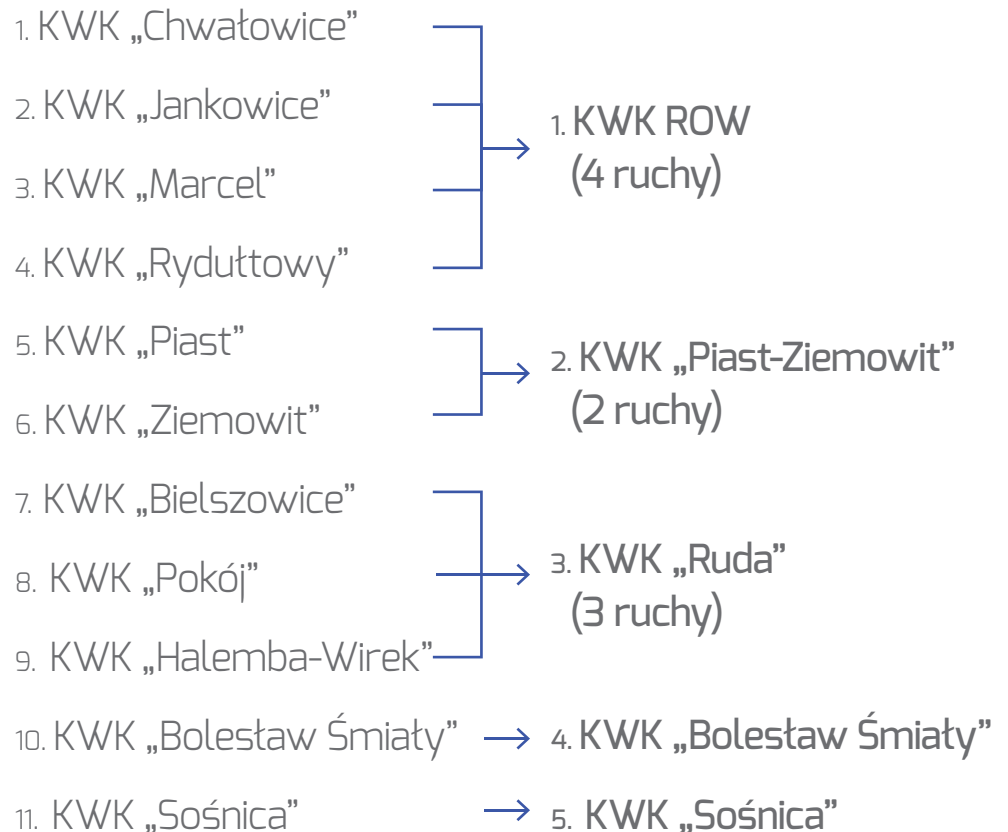 1. KWK „Chwałowice”
2. KWK „Jankowice”
3. KWK „Marcel”
4. KWK „Rydułtowy”
1. KWK ROW
(4 ruchy)
5. KWK „Piast”
6. KWK „Ziemowit”
2. KWK „Piast-Ziemowit”
(2 ruchy)
7. KWK „Bielszowice”
8. KWK „Pokój”
9. KWK „Halemba-Wirek”
3. KWK „Ruda”
(3 ruchy)
10. KWK „Bolesław Śmiały”
4. KWK „Bolesław Śmiały”
11. KWK „Sośnica”
5. KWK „Sośnica”